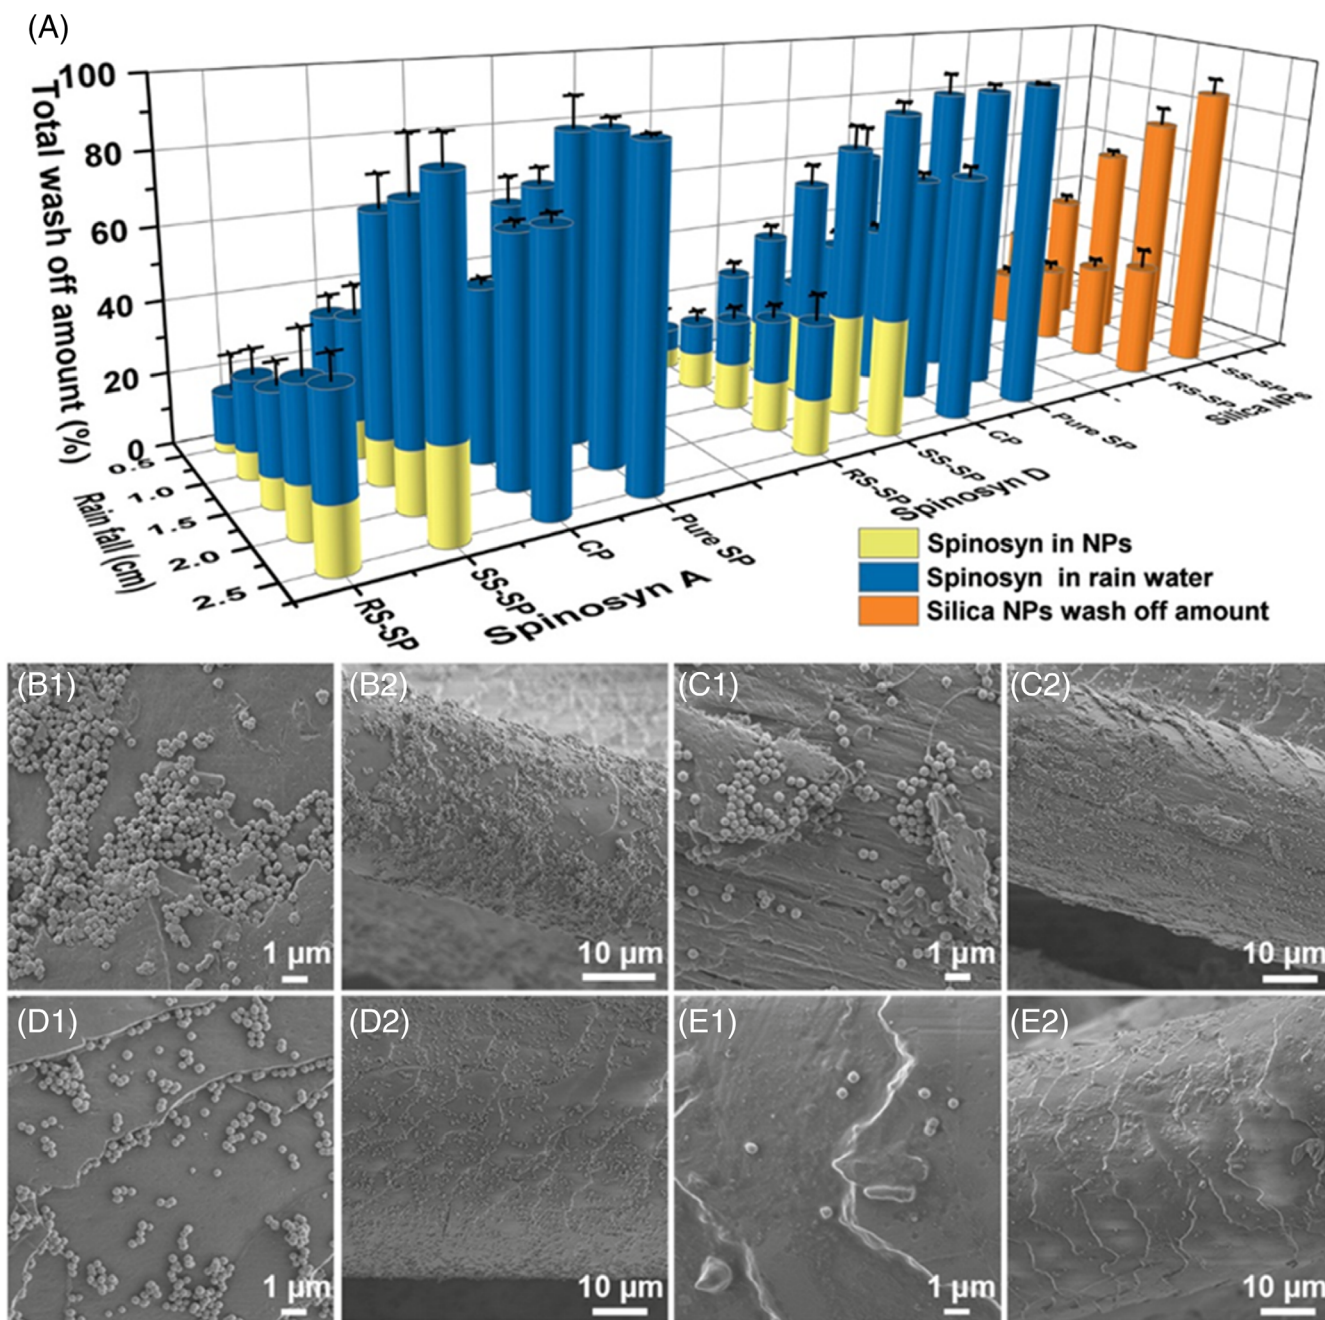 (A)
Total wash off amount (%)
100
80
60
40
20
0
Rain fall (cm)
0.5
1.0
1.5
2.0
2.5
RS-SP
SS-SP
CP
Pure SP
Spinosyn A
RS-SP
SS-SP
CP
Pure SP
Spinosyn D
RS-SP
SS-SP
Silica NPs
Spinosyn in NPs
Spinosyn in rain water
Silica NPs wash off amount
(B1)
1 µm
(B2)
10 µm
(C1)
1 µm
(C2)
10 µm
(D1)
1 µm
(D2)
10 µm
(E1)
1 µm
(E2)
10 µm